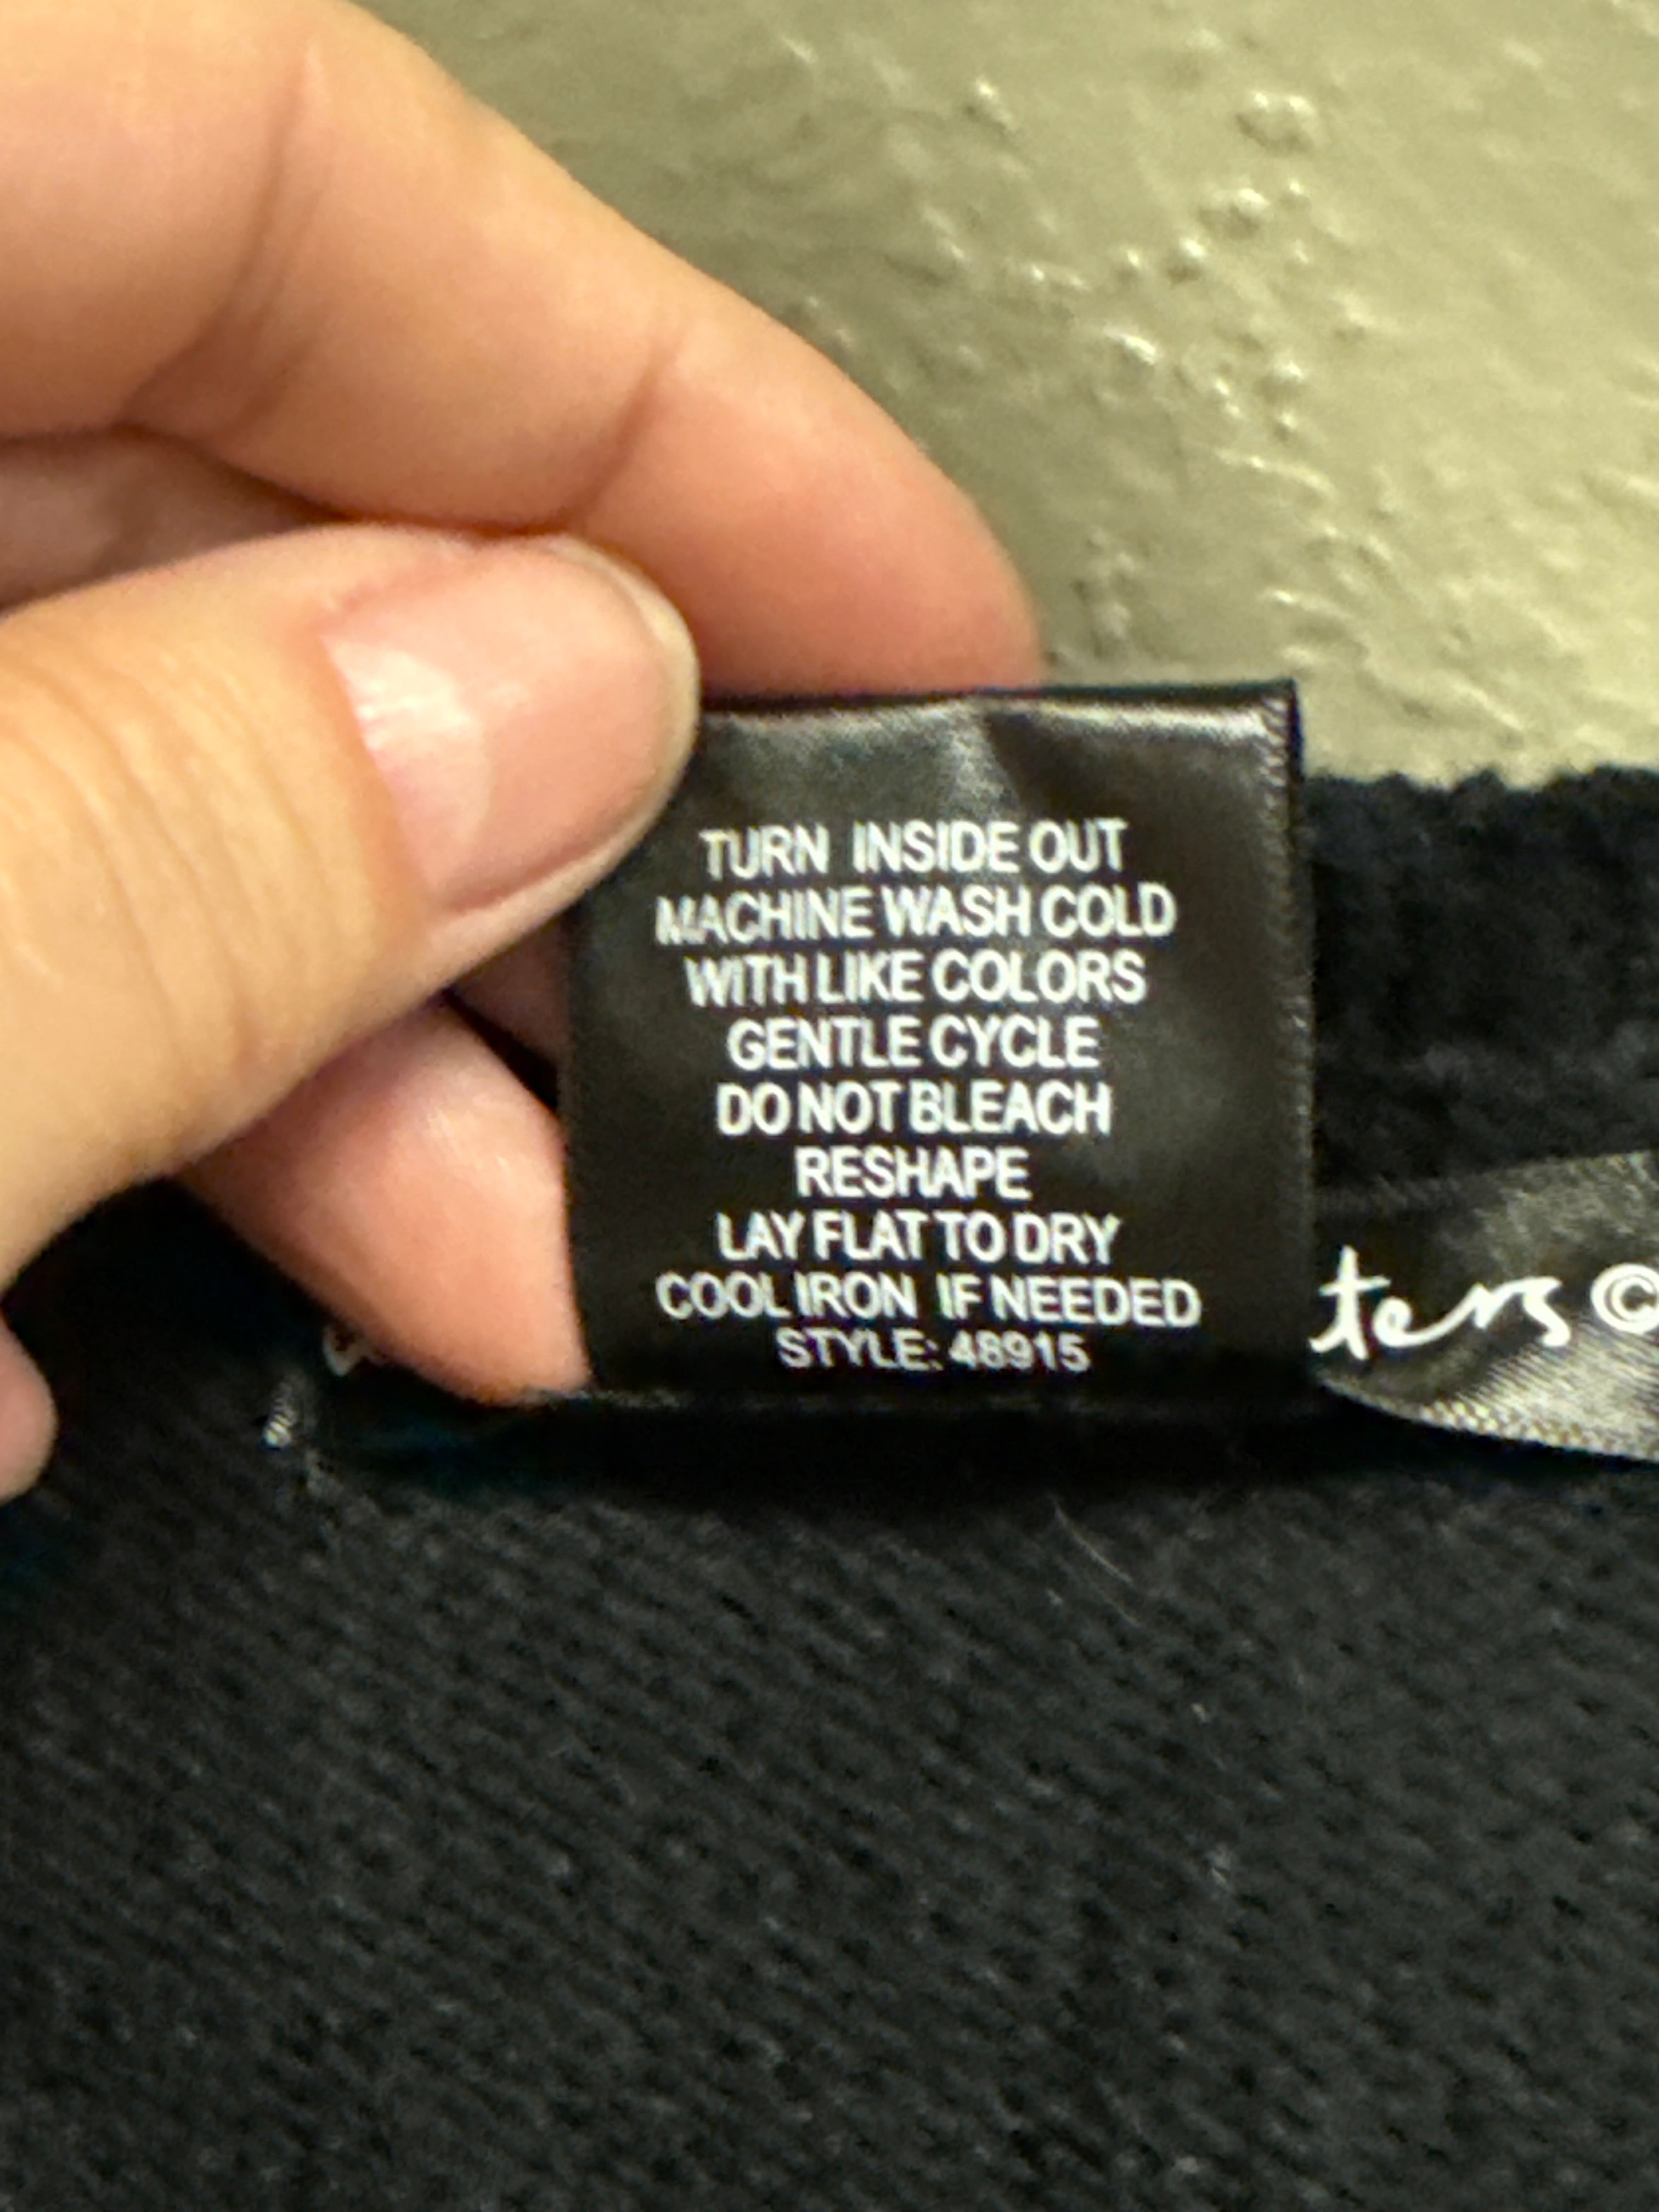 TURN INSIDE OUT
MACHINE WASH COLD
WITH LIKE COLORS
GENTLE CYCLE
DO NOT BLEACH
RESHAPE
LAY FLAT TO DRY
COOL IRON IF NEEDED
STYLE: 48915
ters©